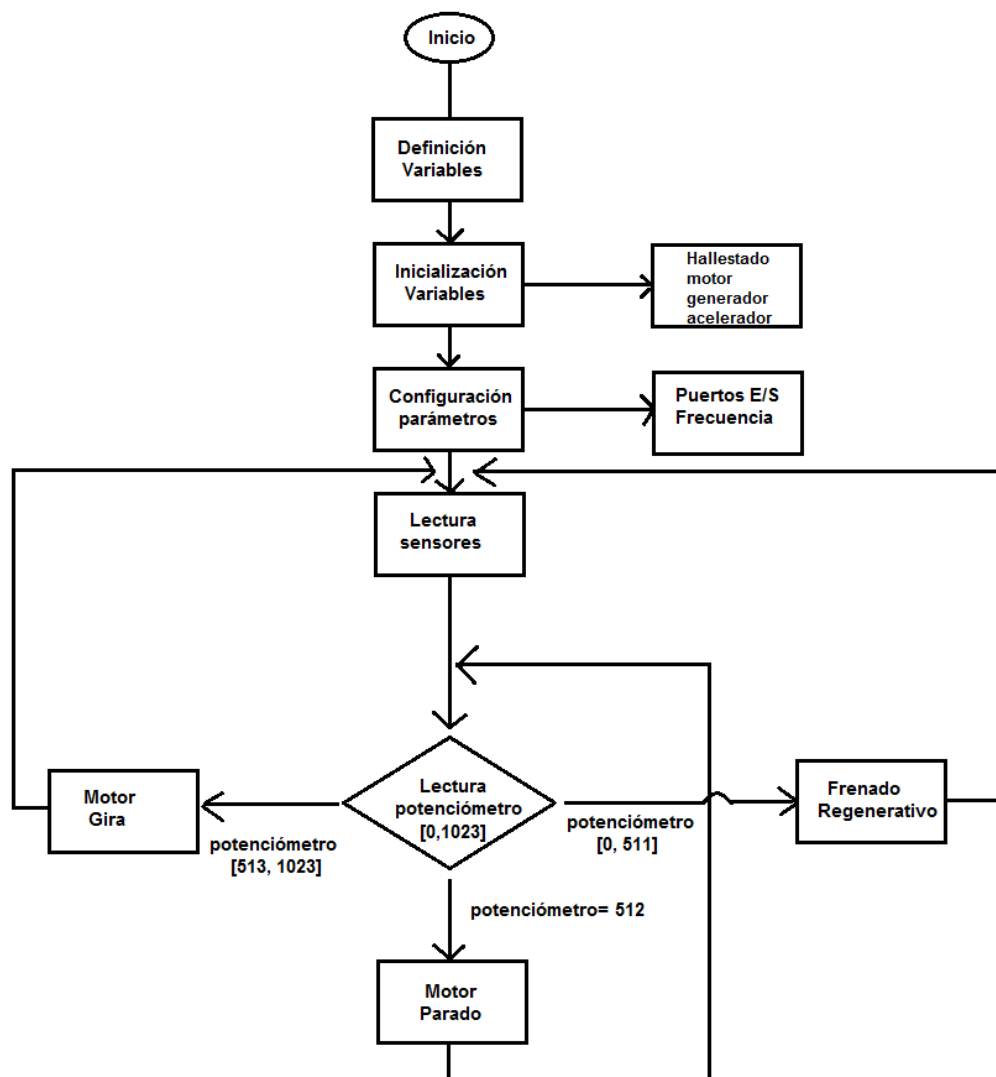 Inicio
Definición
Variables
Inicialización
Variables
Hallestado
motor
generador
acelerador
Configuración
parámetros
Puertos E/S
Frecuencia
Lectura
sensores
Motor
Gira
Lectura
potenciómetro
[0,1023]
Frenado
Regenerativo
potenciómetro
[513, 1023]
potenciómetro
[0, 511]
potenciómetro= 512
Motor
Parado